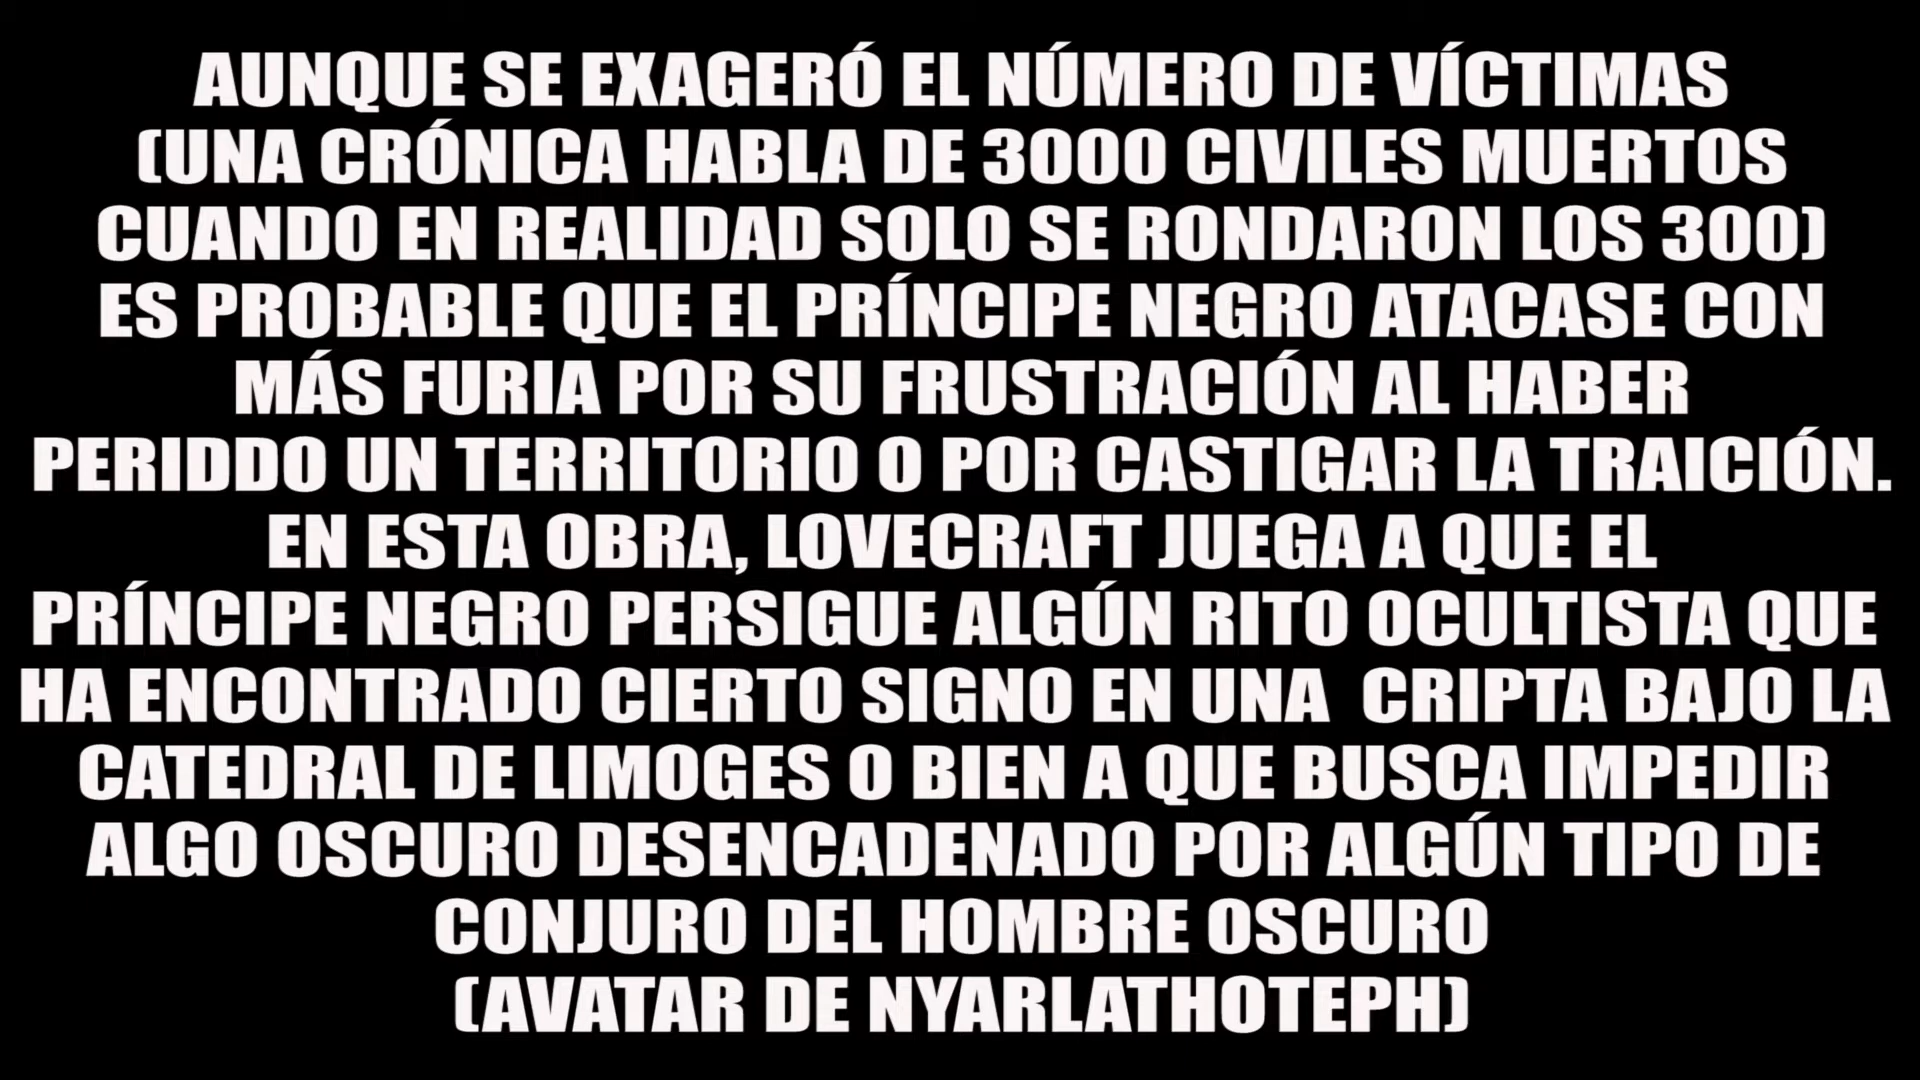 AUNQUE SE EXAGERÓ EL NÚMERO DE VÍCTIMAS
(UNA CRÓNICA HABLA DE 3000 CIVILES MUERTOS
CUANDO EN REALIDAD SOLO SE RONDARON LOS 300)
ES PROBABLE QUE EL PRÍNCIPE NEGRO ATACASE CON
MÁS FURIA POR SU FRUSTRACIÓN AL HABER
PERIDDO UN TERRITORIO O POR CASTIGAR LA TRAICIÓN.
EN ESTA OBRA, LOVECRAFT JUEGA A QUE EL
PRÍNCIPE NEGRO PERSIGUE ALGÚN RITO OCULTISTA QUE
HA ENCONTRADO CIERTO SIGNO EN UNA  CRIPTA BAJO LA
CATEDRAL DE LIMOGES O BIEN A QUE BUSCA IMPEDIR
ALGO OSCURO DESENCADENADO POR ALGÚN TIPO DE
CONJURO DEL HOMBRE OSCURO
(AVATAR DE NYARLATHOTEPH)